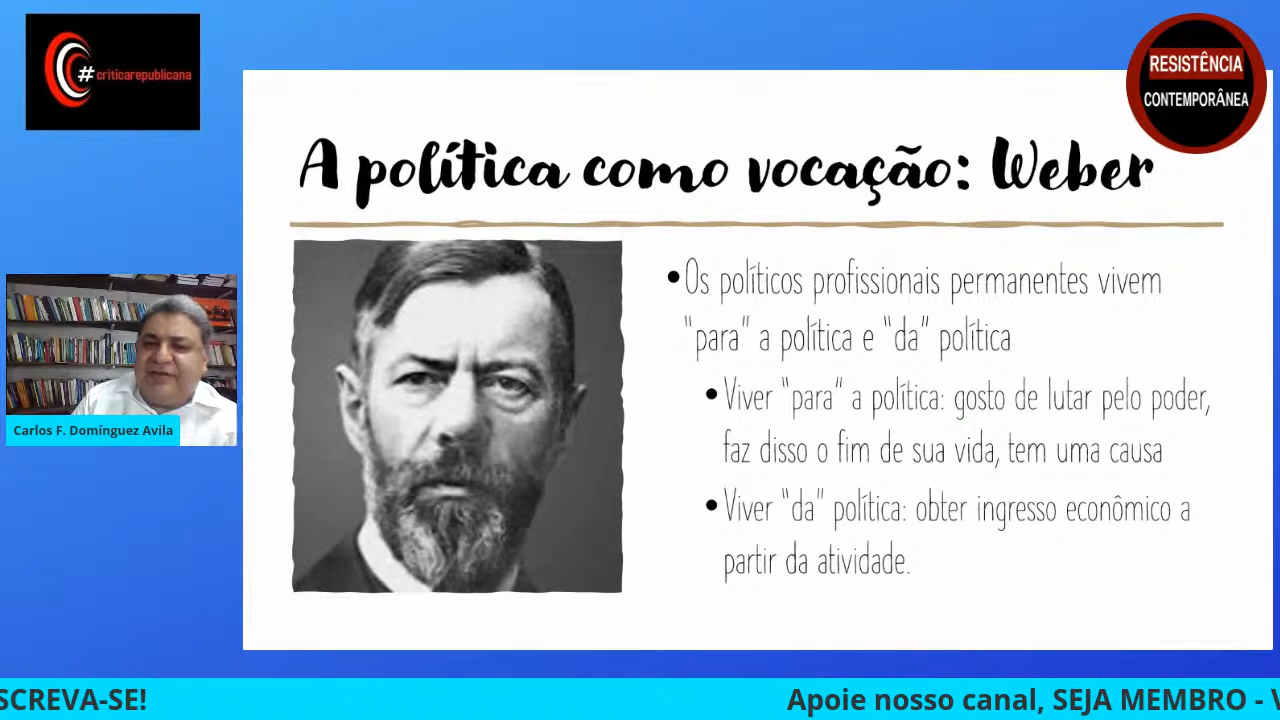 #criticarepublicana
RESISTÊNCIA
CONTEMPORÂNEA
A política como vocação: Weber
•Os políticos profissionais permanentes vivem
“para” a política e “da” política
•Viver “para” a política: gosto de lutar pelo poder,
faz disso o fim de sua vida, tem uma causa
•Viver “da” política: obter ingresso econômico a
partir da atividade.
Carlos F. Domínguez Avila
SCREVA-SE!
Apoie nosso canal, SEJA MEMBRO - V